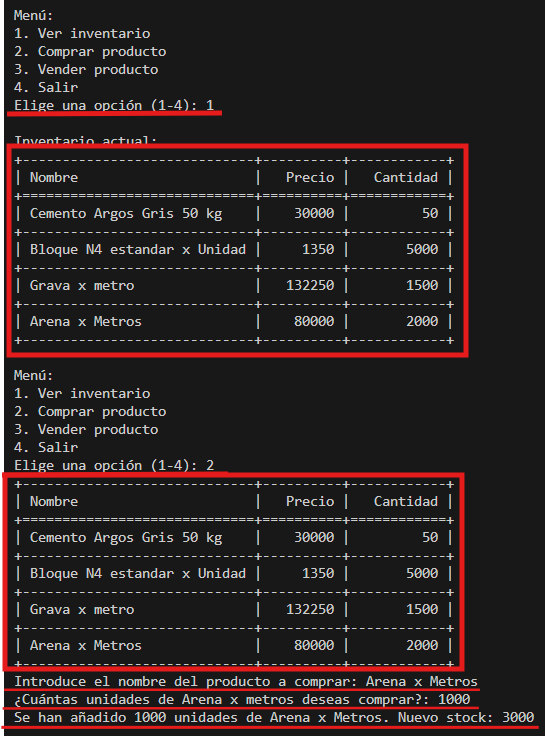 Menú:
1. Ver inventario
2. Comprar producto
3. Vender producto
4. Salir
Elige una opción (1-4): 1
Inventario actual:
+-----------------------------+----------+------------+
| Nombre                      |   Precio |   Cantidad |
+=============================+==========+============+
| Cemento Argos Gris 50 kg    |    30000 |         50 |
+-----------------------------+----------+------------+
| Bloque N4 estandar x Unidad |     1350 |       5000 |
+-----------------------------+----------+------------+
| Grava x metro               |   132250 |       1500 |
+-----------------------------+----------+------------+
| Arena x Metros              |    80000 |       2000 |
+-----------------------------+----------+------------+
Menú:
1. Ver inventario
2. Comprar producto
3. Vender producto
4. Salir
Elige una opción (1-4): 2
+-----------------------------+----------+------------+
| Nombre                      |   Precio |   Cantidad |
+=============================+==========+============+
| Cemento Argos Gris 50 kg    |    30000 |         50 |
+-----------------------------+----------+------------+
| Bloque N4 estandar x Unidad |     1350 |       5000 |
+-----------------------------+----------+------------+
| Grava x metro               |   132250 |       1500 |
+-----------------------------+----------+------------+
| Arena x Metros              |    80000 |       2000 |
+-----------------------------+----------+------------+
Introduce el nombre del producto a comprar: Arena x Metros
¿Cuántas unidades de Arena x metros deseas comprar?: 1000
Se han añadido 1000 unidades de Arena x Metros. Nuevo stock: 3000